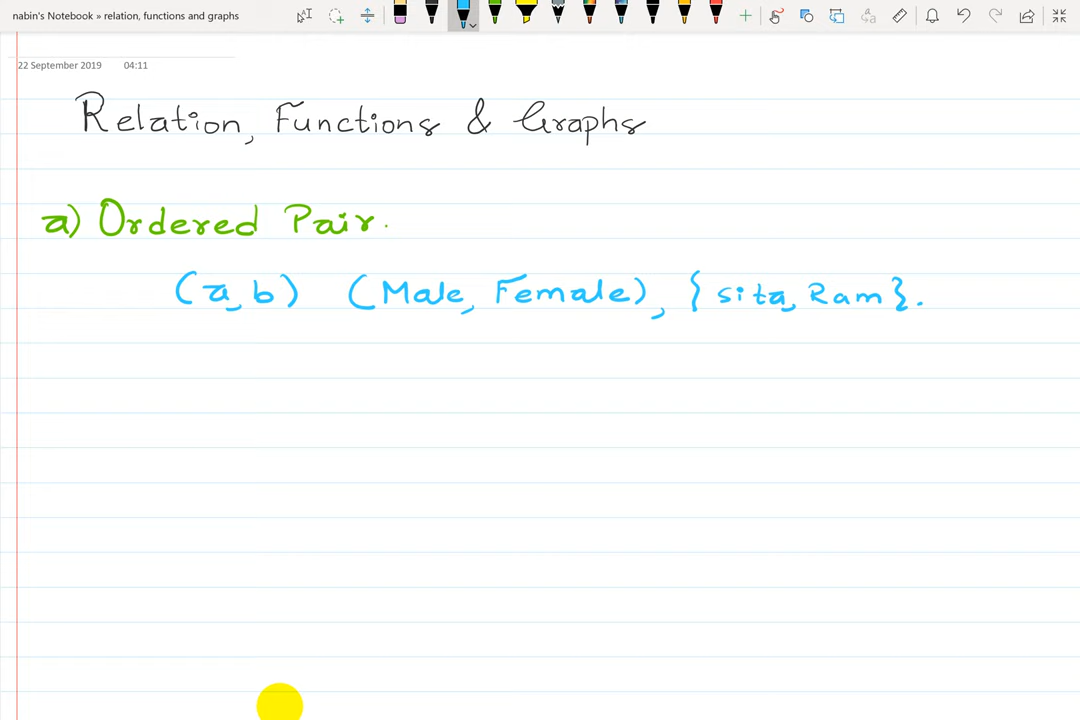 nabin's Notebook » relation, functions and graphs
22 September 2019 04:11
Relation, Functions & Graphs
a) Ordered Pair.
(a, b) (Male, Female), { sita, Ram }.